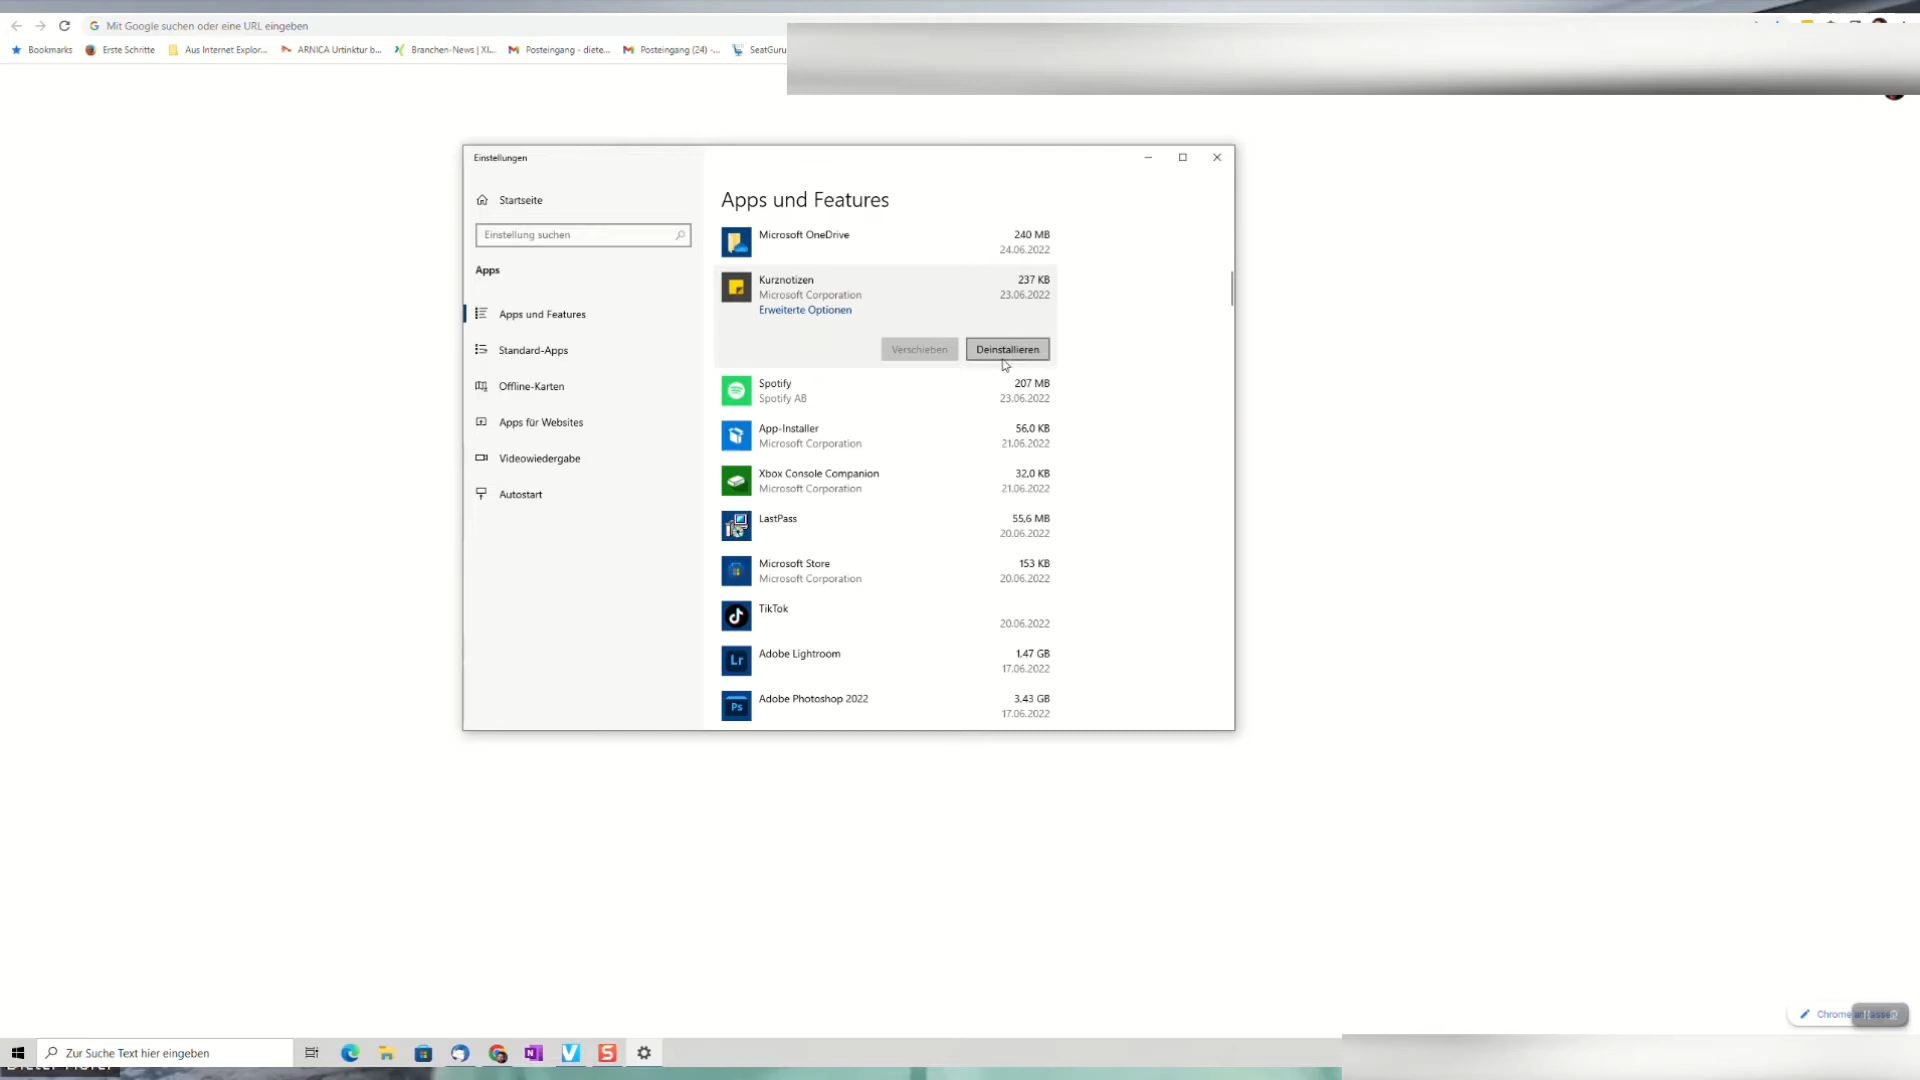 Mit Google suchen oder eine URL eingeben
Bookmarks
Erste Schritte
Aus Internet Explor...
ARNICA Urtinktur b...
Branchen-News | XI...
Posteingang - diete...
Posteingang (24) -...
SeatGuru
Einstellungen
Startseite
Einstellung suchen
Apps
Apps und Features
Standard-Apps
Offline-Karten
Apps für Websites
Videowiedergabe
Autostart
Apps und Features
Microsoft OneDrive 240 MB
24.06.2022
Kurznotizen 237 KB
Microsoft Corporation 23.06.2022
Erweiterte Optionen
Verschieben Deinstallieren
Spotify 207 MB
Spotify AB 23.06.2022
App-Installer 56,0 KB
Microsoft Corporation 21.06.2022
Xbox Console Companion 32,0 KB
Microsoft Corporation 21.06.2022
LastPass 55,6 MB
20.06.2022
Microsoft Store 153 KB
Microsoft Corporation 20.06.2022
TikTok
20.06.2022
Lr Adobe Lightroom 1,47 GB
17.06.2022
Ps Adobe Photoshop 2022 3,43 GB
17.06.2022
Chrome
Zur Suche Text hier eingeben